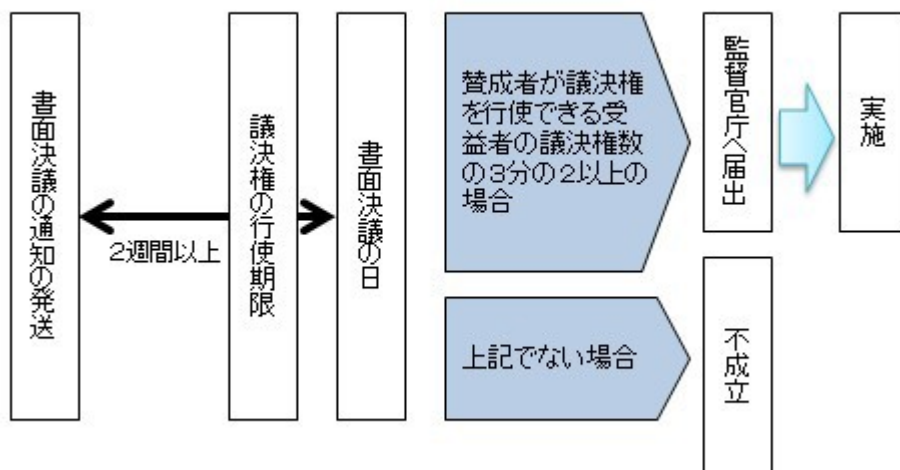 書面決議の通知の発送
2週間以上
議決権の行使期限
書面決議の日
賛成者が議決権
を行使できる受
益者の議決権数
の3分の2以上の
場合
監督官庁へ届出
実施
上記でない場合
不成立